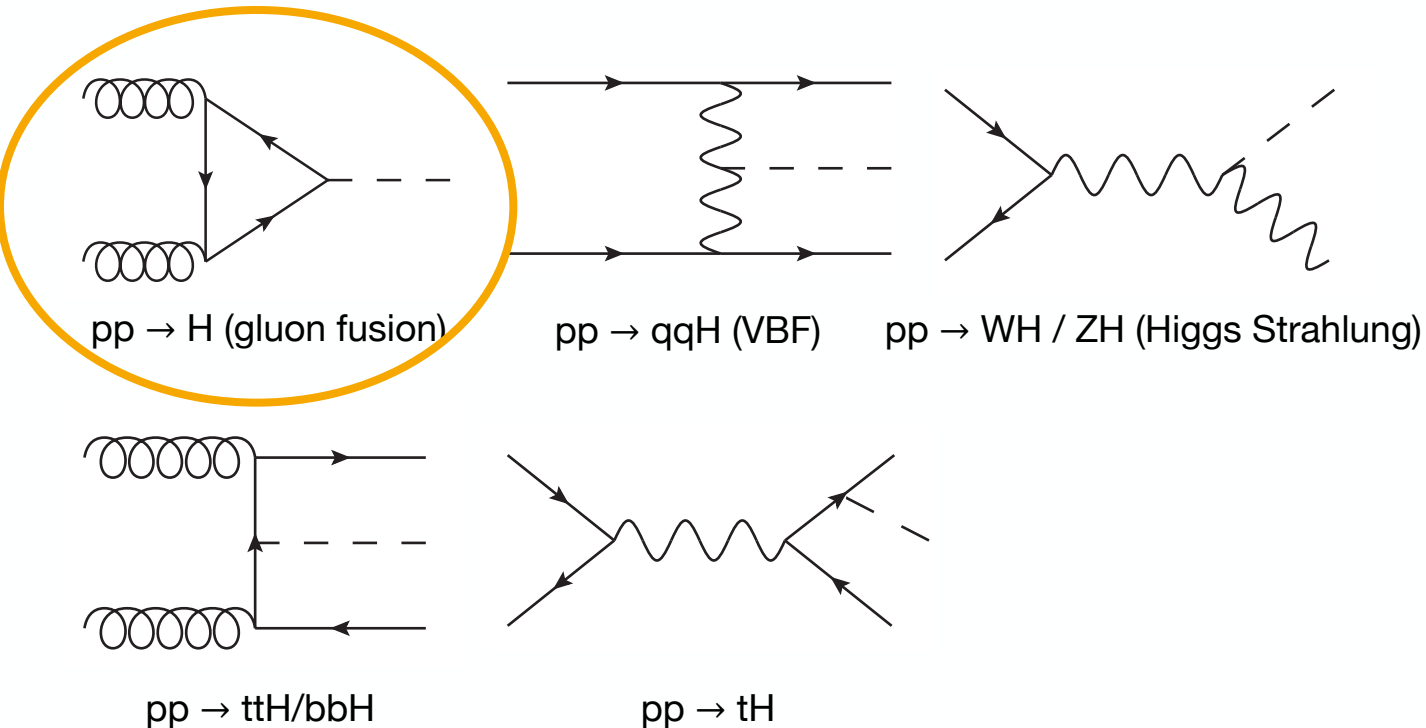 pp → H (gluon fusion)
pp → qqH (VBF)
pp → WH / ZH (Higgs Strahlung)
pp → ttH/bbH
pp → tH